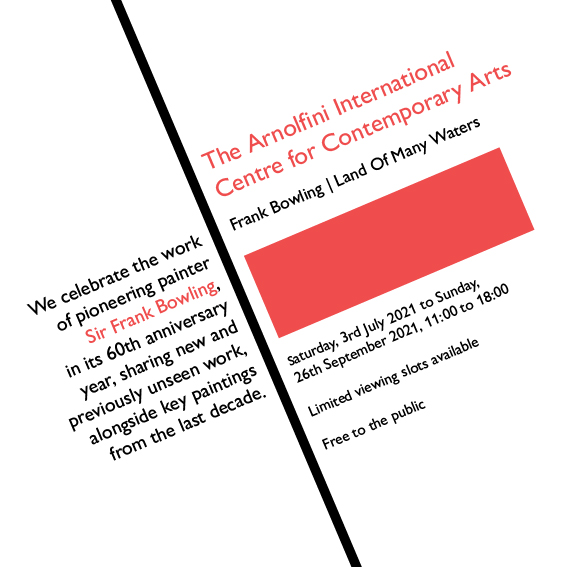 The Arnolfini International
Centre for Contemporary Arts
Frank Bowling | Land Of Many Waters
We celebrate the work
of pioneering painter
Sir Frank Bowling,
in its 60th anniversary
year, sharing new and
previously unseen work,
alongside key paintings
from the last decade.
Saturday, 3rd July 2021 to Sunday,
26th September 2021, 11:00 to 18:00
Limited viewing slots available
Free to the public